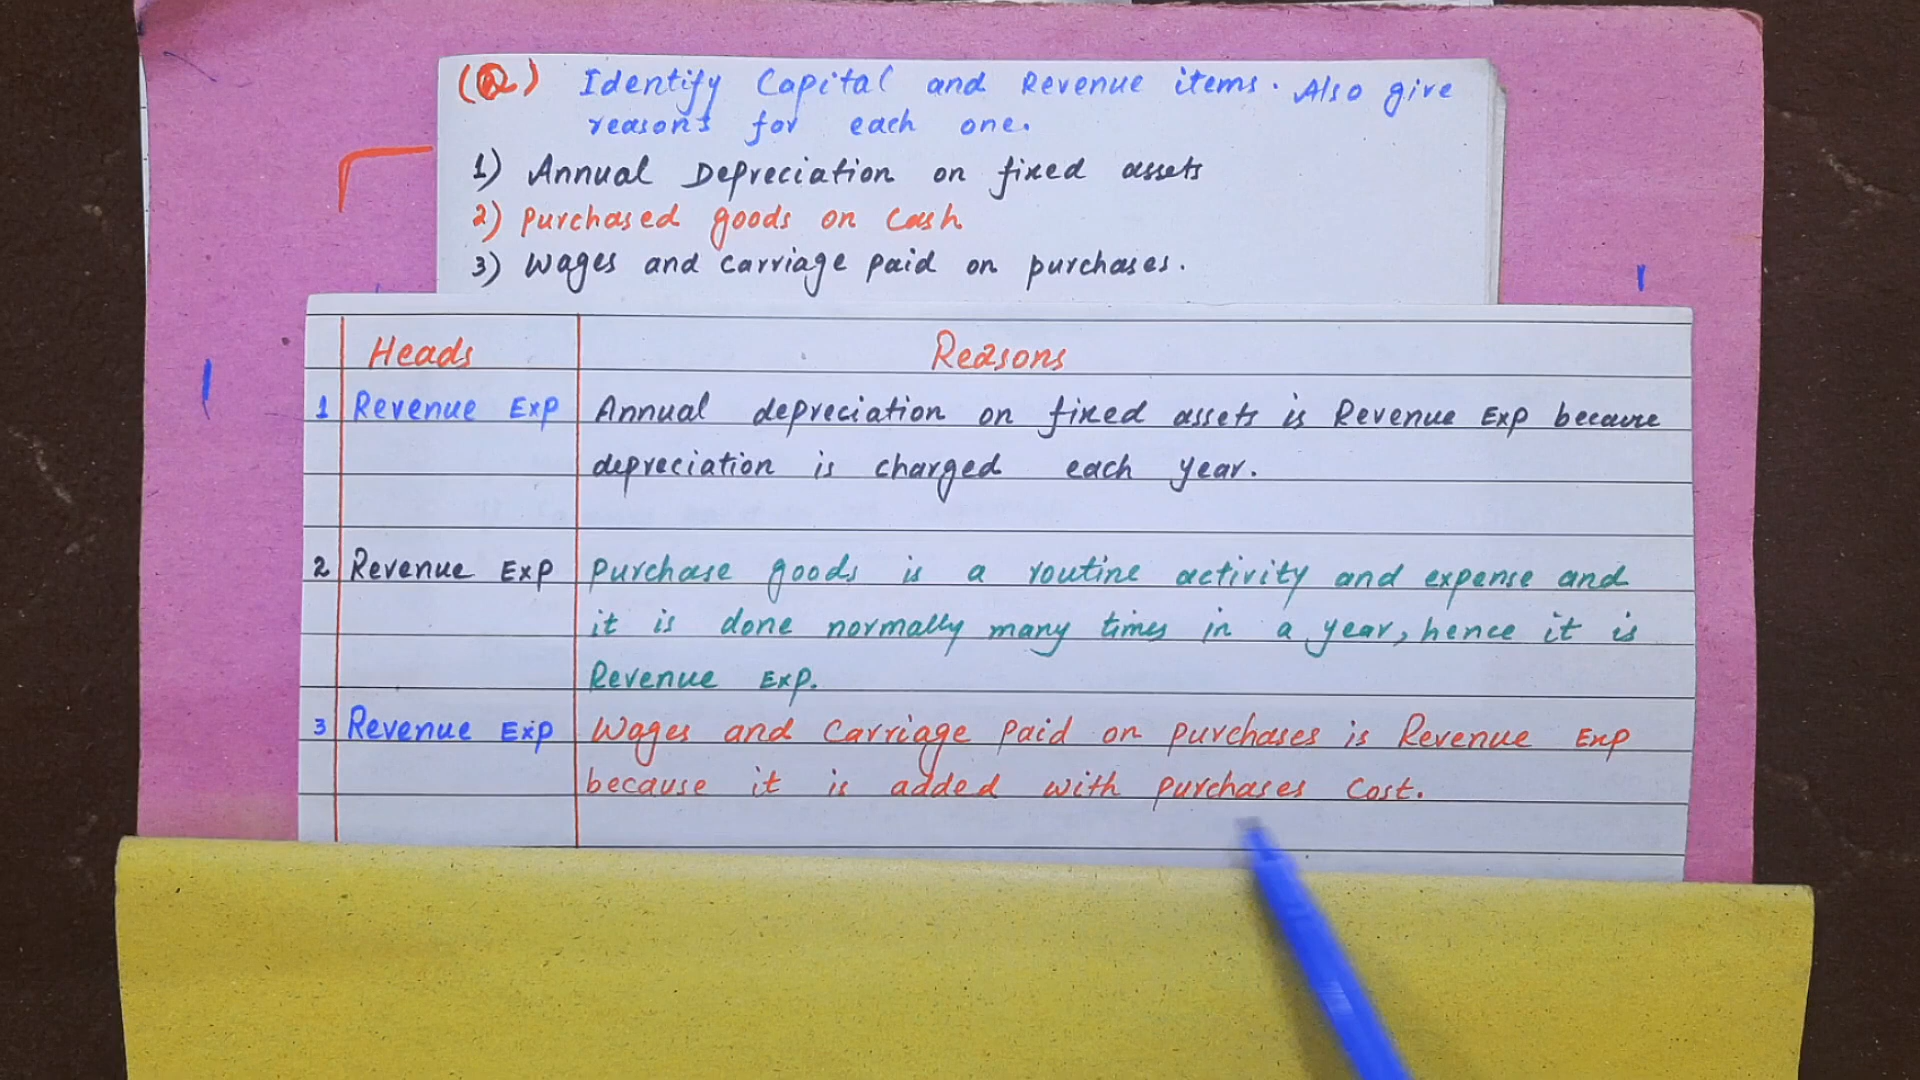 (Q) Identify Capital and Revenue items. Also give
reasons for each one.
1) Annual Depreciation on fixed assets
2) Purchased goods on Cash
3) Wages and carriage paid on purchases.
Heads Reasons
1 Revenue Exp Annual depreciation on fixed assets is Revenue Exp because
depreciation is charged each year.
2 Revenue Exp Purchase goods is a routine activity and expense and
it is done normally many times in a year, hence it is
Revenue Exp.
3 Revenue Exp Wages and Carriage Paid on purchases is Revenue Exp
because it is added with purchases Cost.